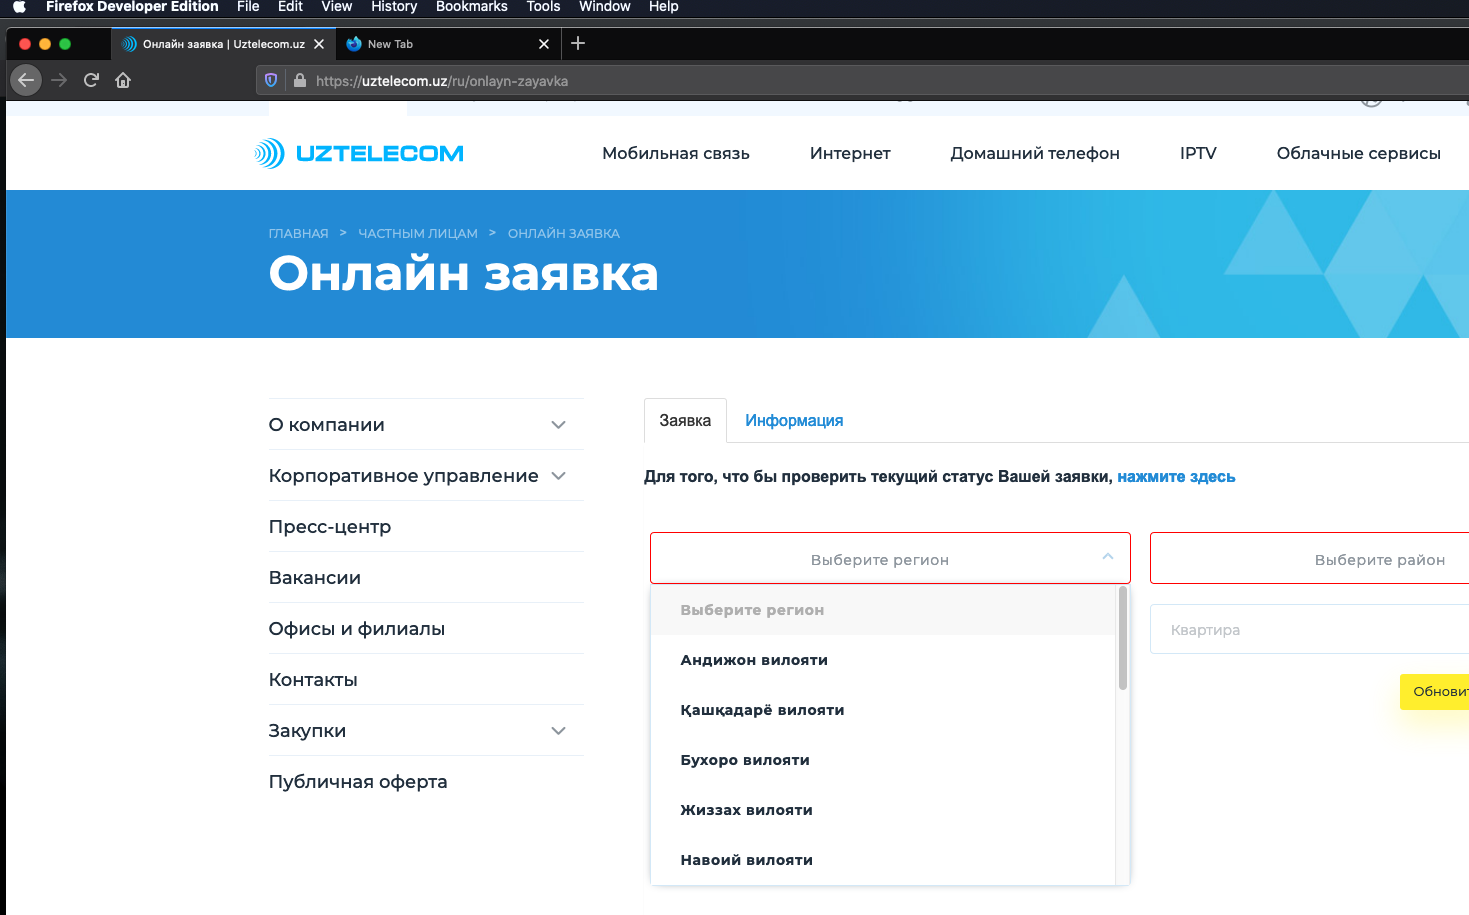 Firefox Developer Edition File Edit View History Bookmarks Tools Window Help
Онлайн заявка | Uztelecom.uz New Tab
https://uztelecom.uz/ru/onlayn-zayavka
UZTELECOM Мобильная связь Интернет Домашний телефон IPTV Облачные сервисы
ГЛАВНАЯ > ЧАСТНЫМ ЛИЦАМ > ОНЛАЙН ЗАЯВКА
Онлайн заявка
О компании
Корпоративное управление
Пресс-центр
Вакансии
Офисы и филиалы
Контакты
Закупки
Публичная оферта
Заявка Информация
Для того, что бы проверить текущий статус Вашей заявки, нажмите здесь
Выберите регион Выберите район
Выберите регион
Андижон вилояти
Қашқадарё вилояти
Бухоро вилояти
Жиззах вилояти
Навоий вилояти
Квартира
Обновит